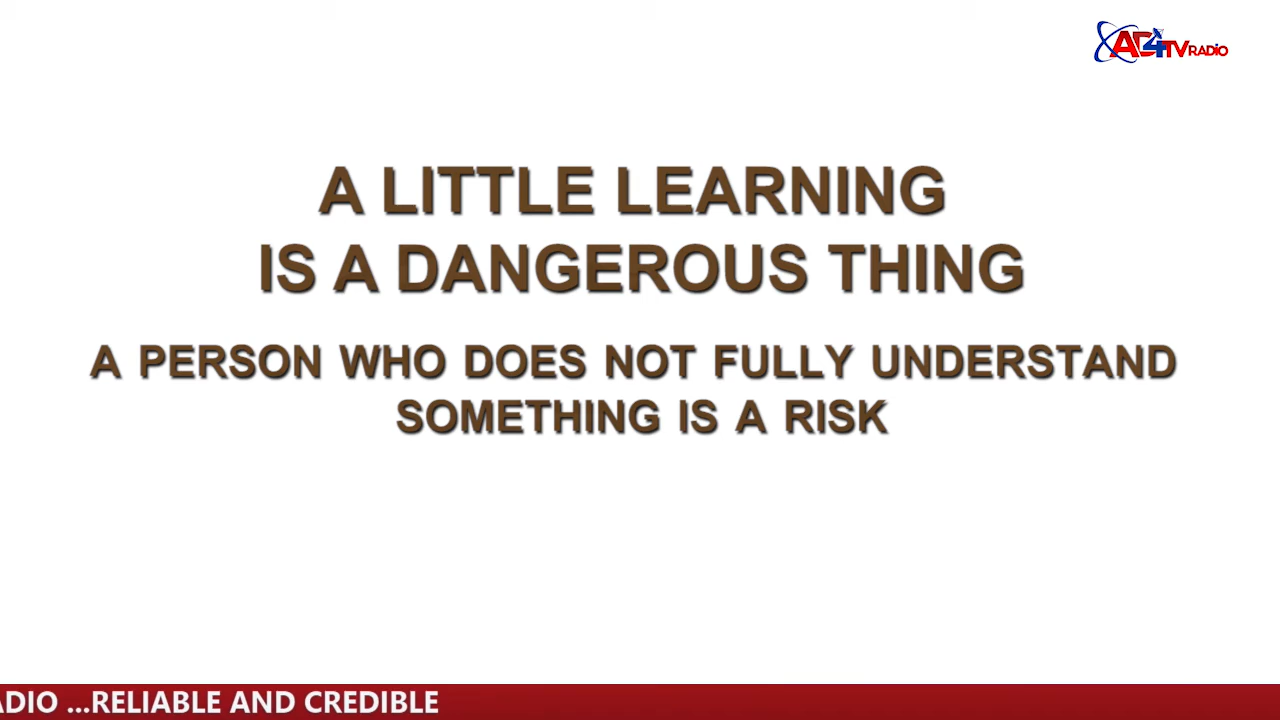 AD4TV RADIO
A LITTLE LEARNING
IS A DANGEROUS THING
A PERSON WHO DOES NOT FULLY UNDERSTAND
SOMETHING IS A RISK
ADIO ...RELIABLE AND CREDIBLE